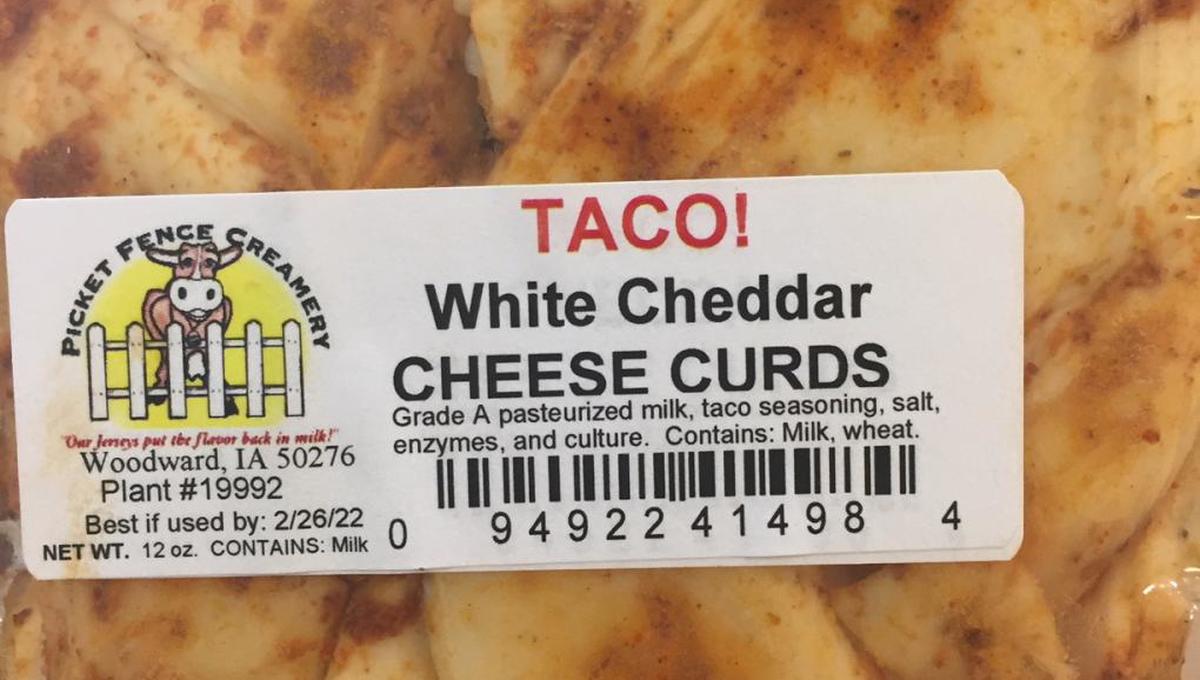 PICKET FENCE CREAMERY
"Our Jerseys put the flavor back in milk!"
Woodward, IA 50276
Plant #19992
Best if used by: 2/26/22
NET WT. 12 oz. CONTAINS: Milk
TACO!
White Cheddar
CHEESE CURDS
Grade A pasteurized milk, taco seasoning, salt,
enzymes, and culture. Contains: Milk, wheat.
0 94922 41498 4